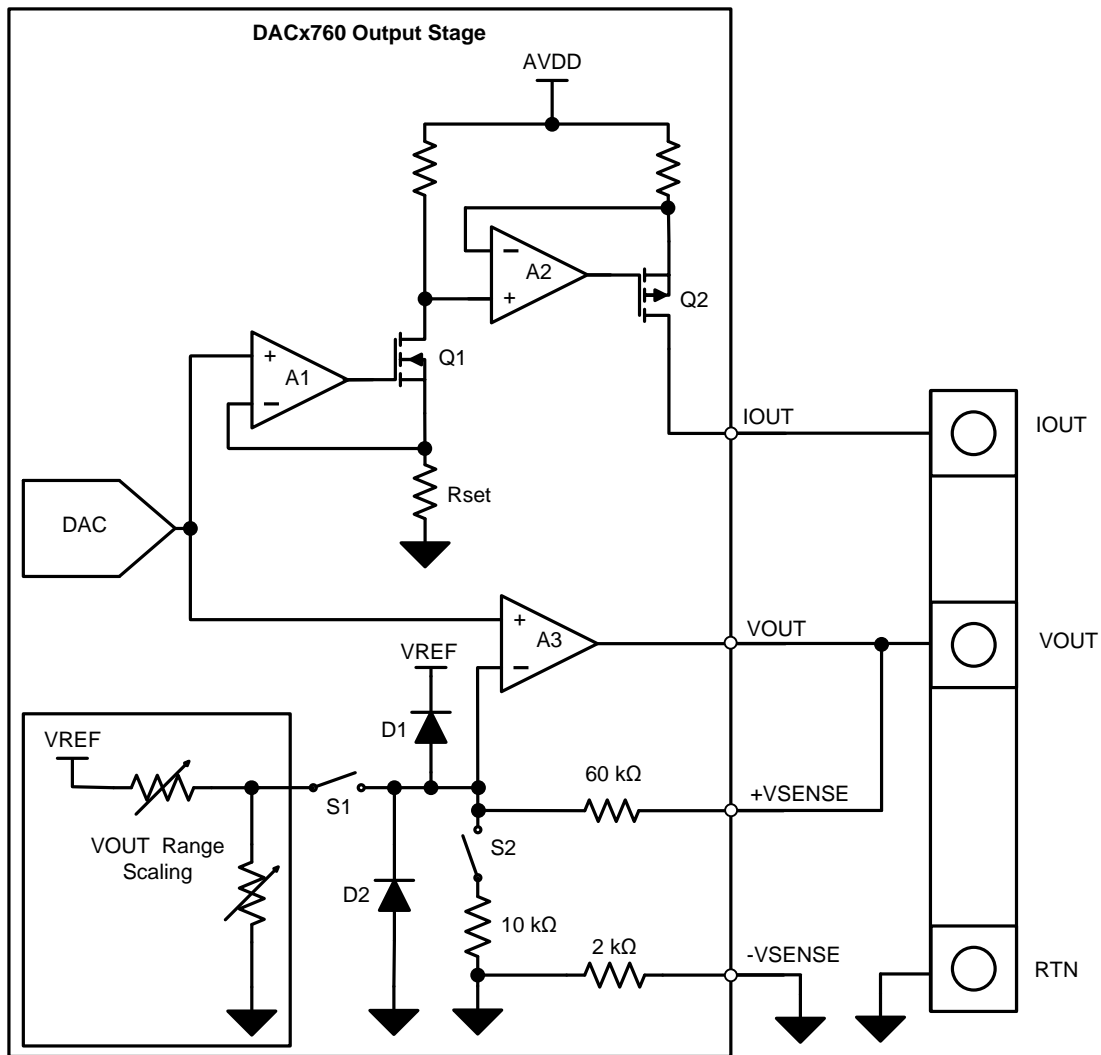 DACx760 Output Stage
AVDD
A2
+
Q2
Q1
+
A1
IOUT
IOUT
Rset
DAC
+
A3
VOUT
VOUT
VREF
D1
VREF
60 kΩ
+VSENSE
S1
S2
VOUT Range
Scaling
D2
10 kΩ
2 kΩ
-VSENSE
RTN